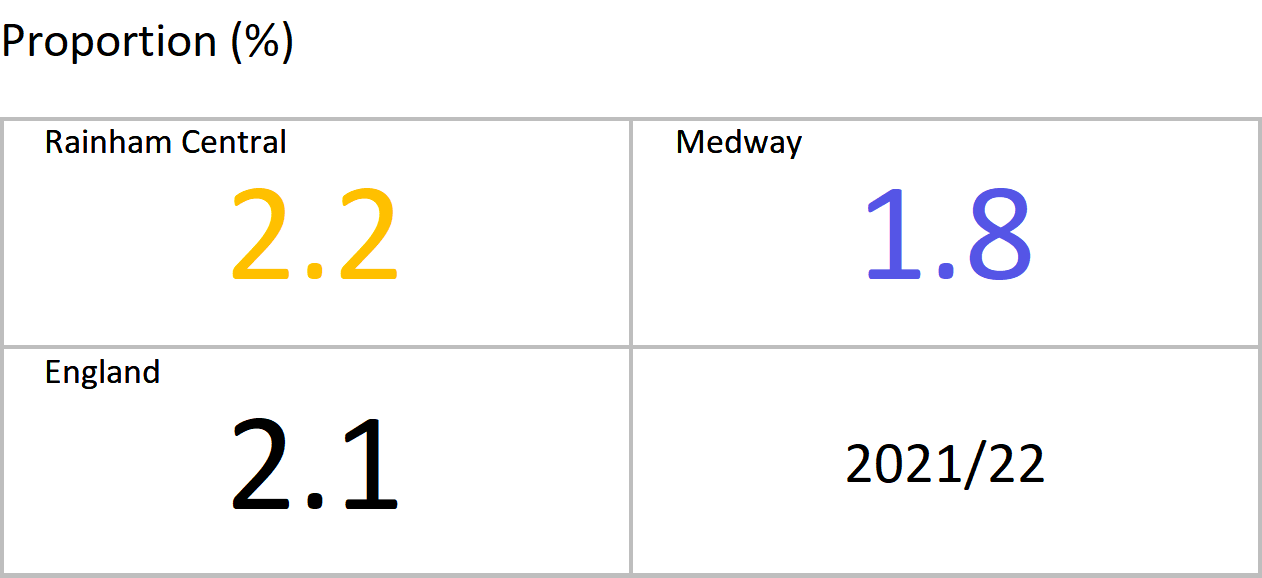 Proportion (%)
Rainham Central
2.2
Medway
1.8
England
2.1
2021/22